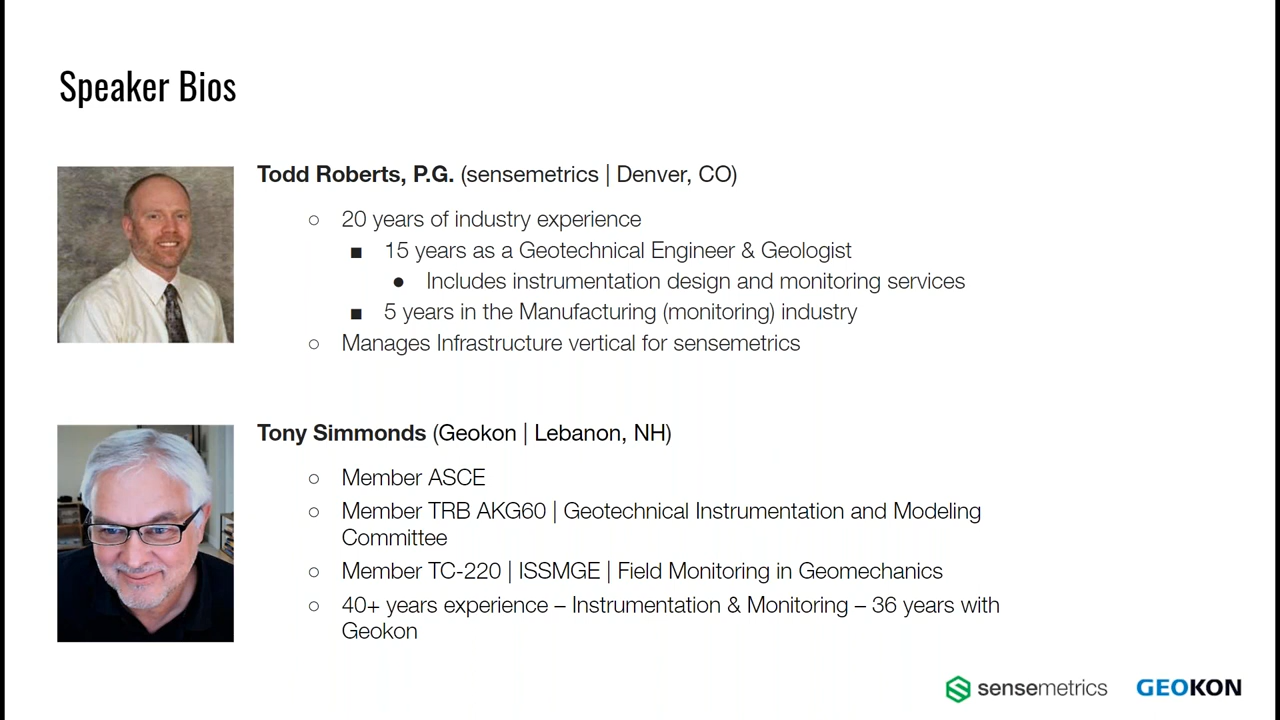 Speaker Bios
Todd Roberts, P.G. (sensemetrics | Denver, CO)
○ 20 years of industry experience
■ 15 years as a Geotechnical Engineer & Geologist
● Includes instrumentation design and monitoring services
■ 5 years in the Manufacturing (monitoring) industry
○ Manages Infrastructure vertical for sensemetrics
Tony Simmonds (Geokon | Lebanon, NH)
○ Member ASCE
○ Member TRB AKG60 | Geotechnical Instrumentation and Modeling
Committee
○ Member TC-220 | ISSMGE | Field Monitoring in Geomechanics
○ 40+ years experience – Instrumentation & Monitoring – 36 years with
Geokon
sensemetrics GEOKON